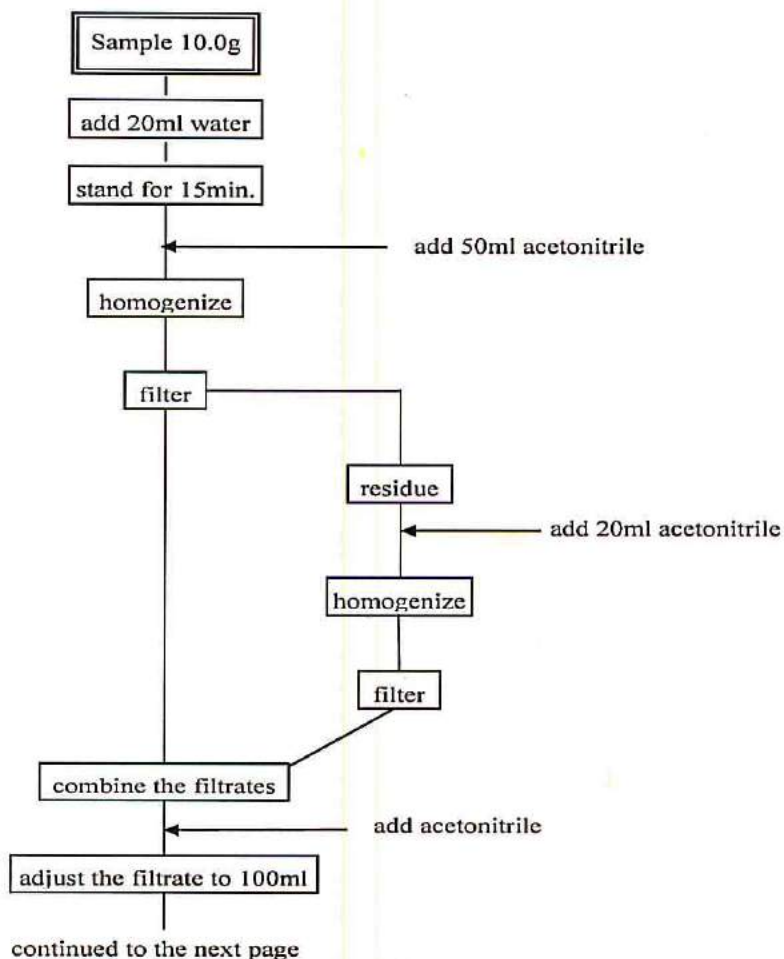 Sample 10.0g
add 20ml water
stand for 15min.
add 50ml acetonitrile
homogenize
filter
residue
add 20ml acetonitrile
homogenize
filter
combine the filtrates
add acetonitrile
adjust the filtrate to 100ml
continued to the next page